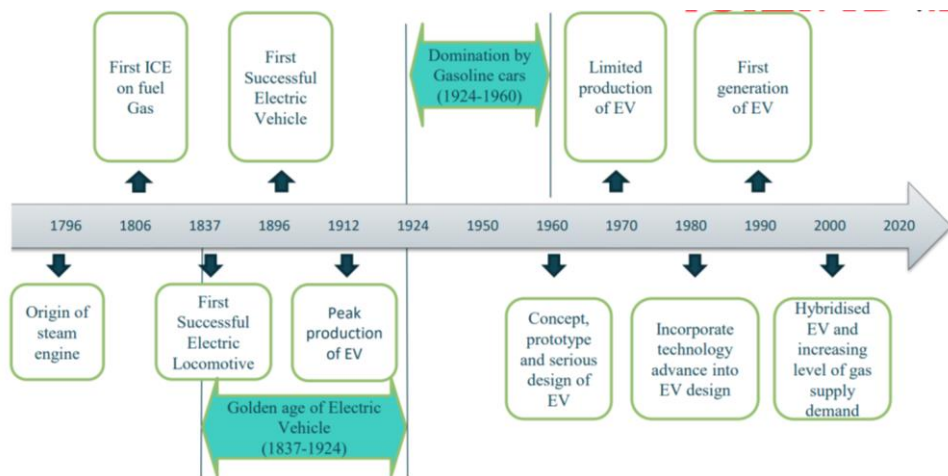 First ICE
on fuel
Gas
First
Successful
Electric
Vehicle
Domination by
Gasoline cars
(1924-1960)
Limited
production
of EV
First
generation
of EV
1796 1806 1837 1896 1912 1924 1950 1960 1970 1980 1990 2000 2020
Origin of
steam
engine
First
Successful
Electric
Locomotive
Peak
production
of EV
Concept,
prototype
and serious
design of
EV
Incorporate
technology
advance into
EV design
Hybridised
EV and
increasing
level of gas
supply
demand
Golden age of Electric
Vehicle
(1837-1924)